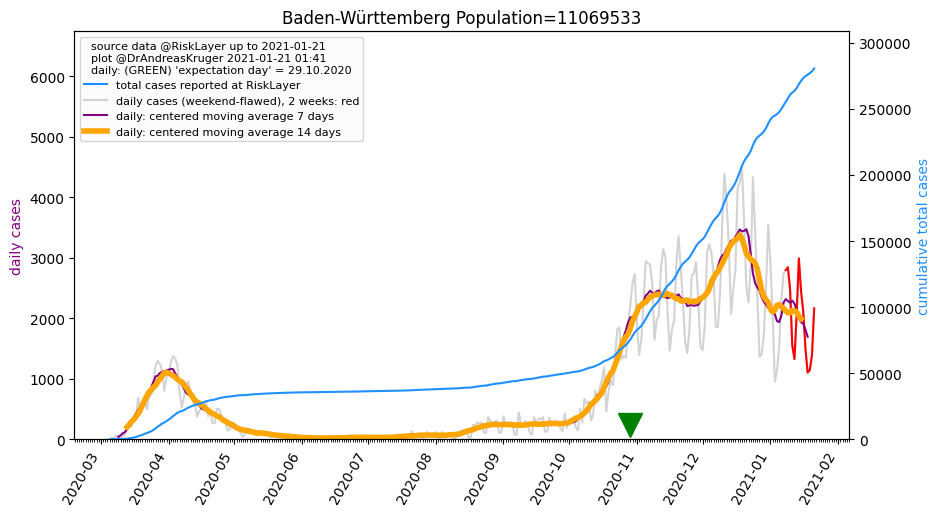 Baden-Württemberg Population=11069533
source data @RiskLayer up to 2021-01-21
plot @DrAndreasKruger 2021-01-21 01:41
daily: (GREEN) 'expectation day' = 29.10.2020
total cases reported at RiskLayer
daily cases (weekend-flawed), 2 weeks: red
daily: centered moving average 7 days
daily: centered moving average 14 days
daily cases
6000
5000
4000
3000
2000
1000
0
300000
250000
200000
150000
100000
50000
0
cumulative total cases
2020-03
2020-04
2020-05
2020-06
2020-07
2020-08
2020-09
2020-10
2020-11
2020-12
2021-01
2021-02